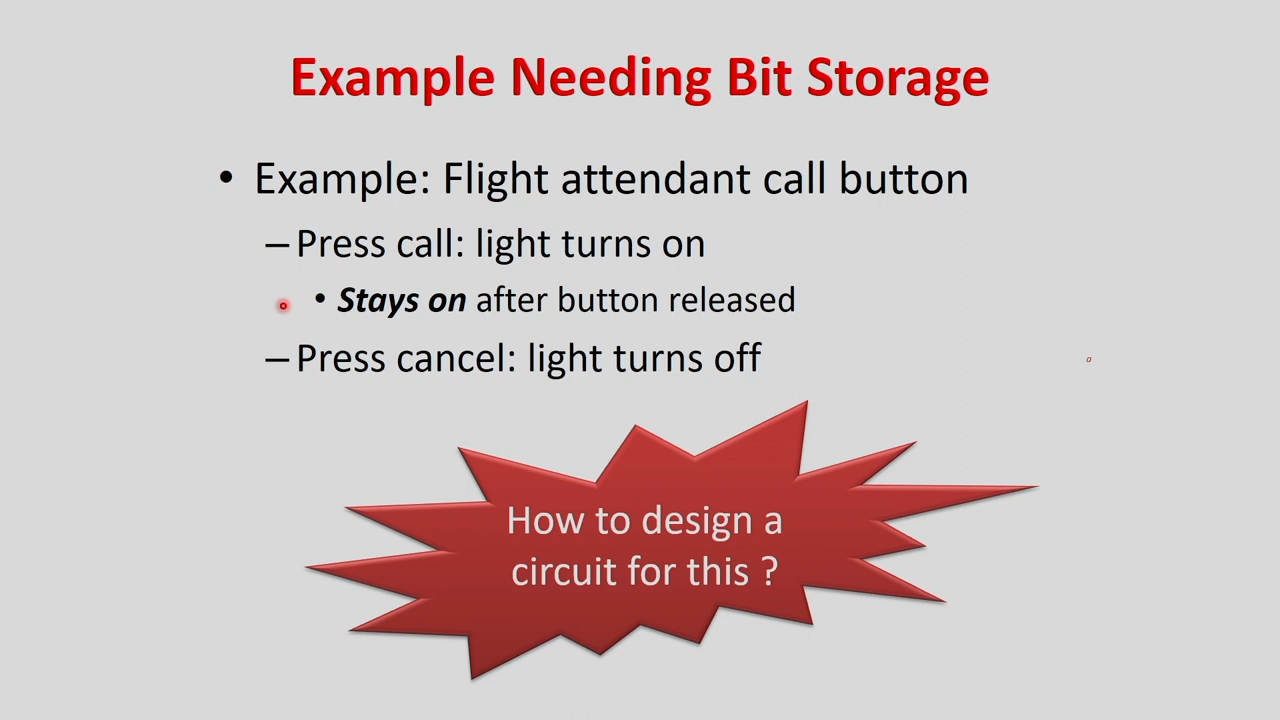 Example Needing Bit Storage
• Example: Flight attendant call button
– Press call: light turns on
• Stays on after button released
– Press cancel: light turns off
a
How to design a
circuit for this ?